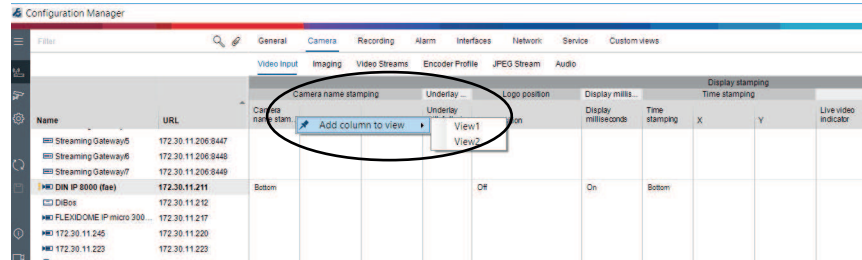 Configuration Manager
Filter
General Camera Recording Alarm Interfaces Network Service Custom views
Video Input Imaging Video Streams Encoder Profile JPEG Stream Audio
Display stamping
Camera name stamping Underlay ... Logo position Display millis... Time stamping
Name URL Camera name stam. Underlay Display milliseconds Time stamping X Y Live video indicator
Add column to view View1
View2
Streaming Gateway/5 172.30.11.206:8447
Streaming Gateway/6 172.30.11.206:8448
Streaming Gateway/7 172.30.11.206:8449
DIN IP 8000 (fae) 172.30.11.211 Bottom Off On Bottom
DiBos 172.30.11.212
FLEXIDOME IP micro 300... 172.30.11.217
172.30.11.245 172.30.11.220
172.30.11.223 172.30.11.223